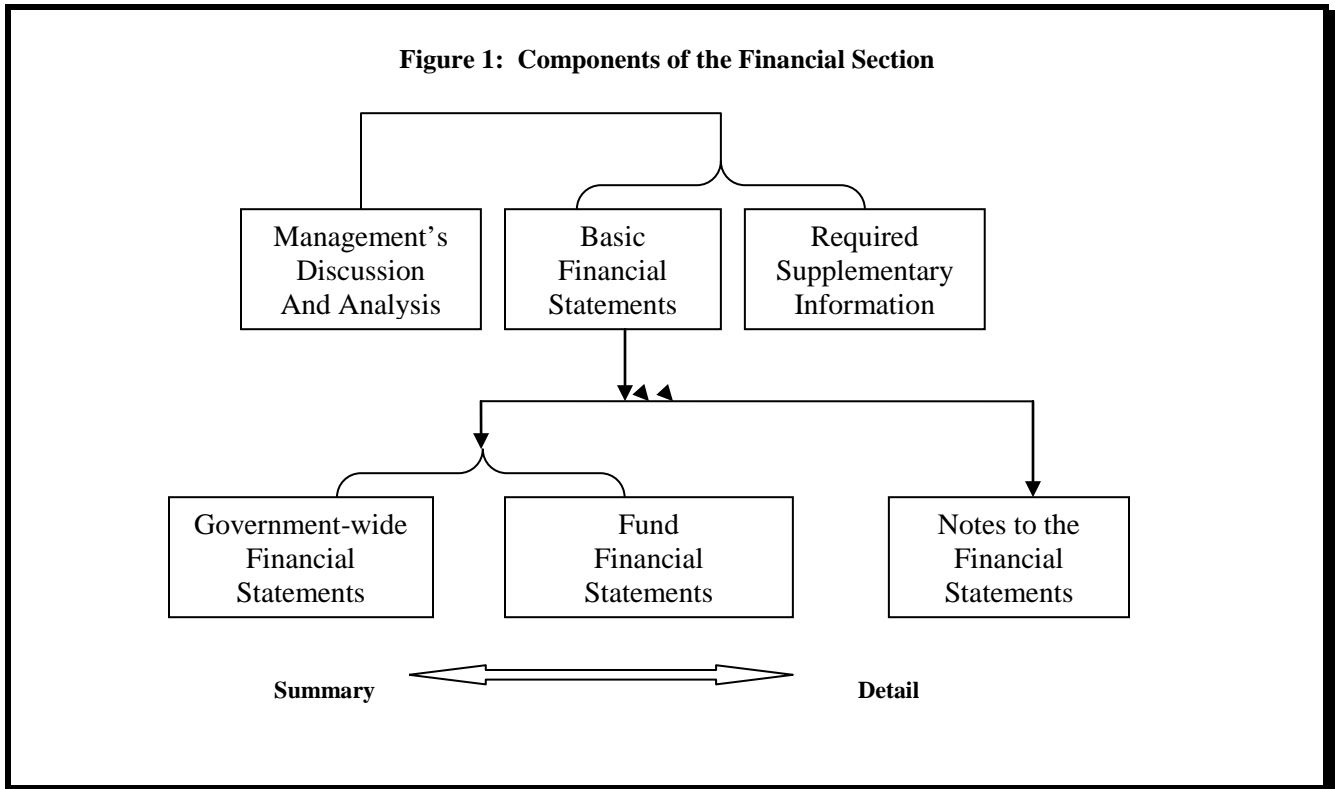 Figure 1:  Components of the Financial Section
Management’s
Discussion
And Analysis
Basic
Financial
Statements
Required
Supplementary
Information
Government-wide
Financial
Statements
Fund
Financial
Statements
Notes to the
Financial
Statements
Summary
Detail